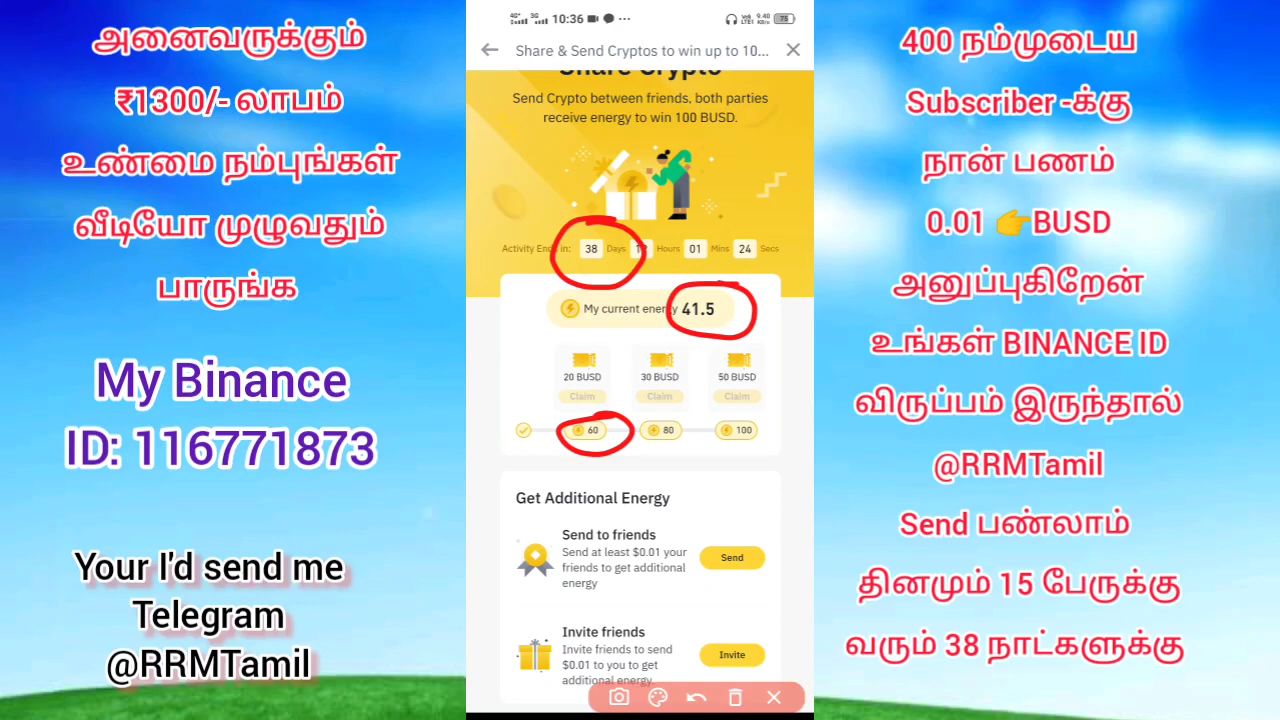 அனைவருக்கும்
₹1300/- லாபம்
உண்மை நம்புங்கள்
வீடியோ முழுவதும்
பாருங்க
My Binance
ID: 116771873
Your I'd send me
Telegram
@RRMTamil
10:36
Share & Send Cryptos to win up to 10...
Share Crypto
Send Crypto between friends, both parties
receive energy to win 100 BUSD.
38 Days Hours 01 Mins 24 Secs
My current energy 41.5
20 BUSD 30 BUSD 50 BUSD
Claim Claim Claim
60 80 100
Get Additional Energy
Send to friends
Send at least $0.01 your
friends to get additional
energy
Send
Invite friends
Invite friends to send
$0.01 to you to get
additional energy
Invite
400 நம்முடைய
Subscriber -க்கு
நான் பணம்
0.01 👉BUSD
அனுப்புகிறேன்
உங்கள் BINANCE ID
விருப்பம் இருந்தால்
@RRMTamil
Send பண்லாம்
தினமும் 15 பேருக்கு
வரும் 38 நாட்களுக்கு